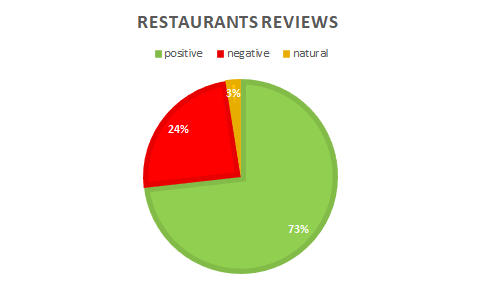 RESTAURANTS REVIEWS
positive negative natural
3%
24%
73%